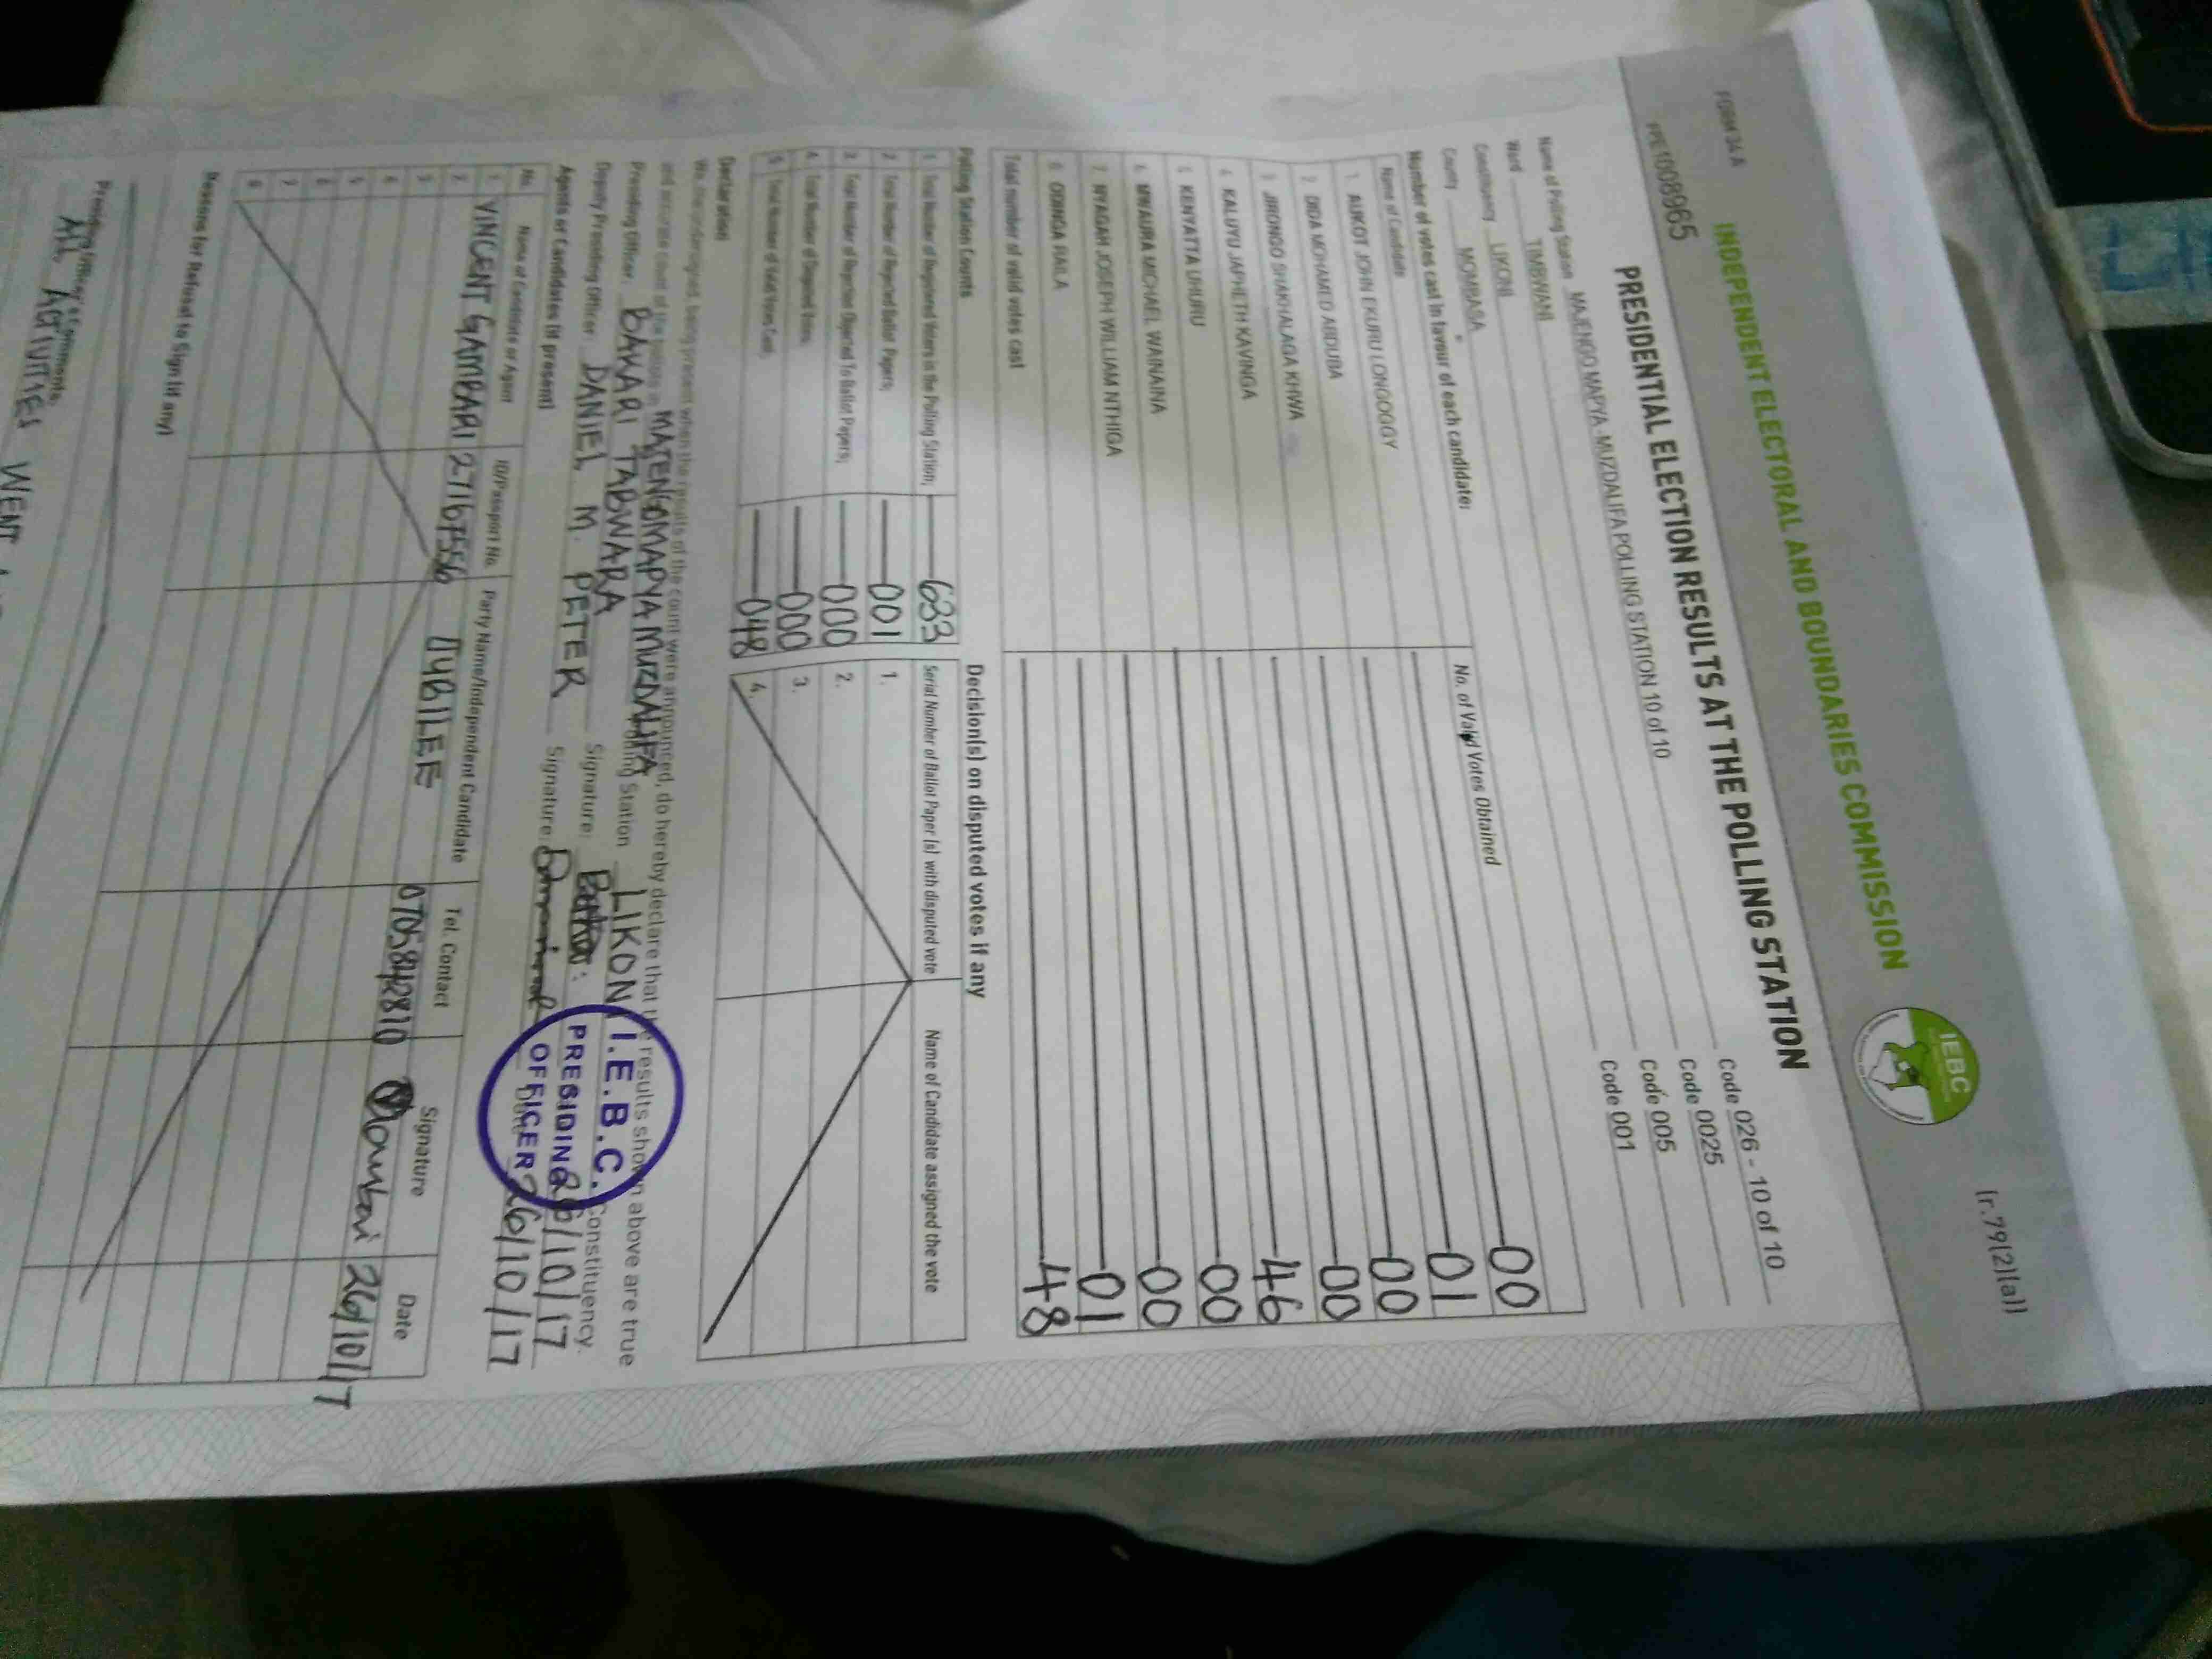 FORM 34 A
[r.79(2)(a)]
INDEPENDENT ELECTORAL AND BOUNDARIES COMMISSION
IEBC
PRE1008965
PRESIDENTIAL ELECTION RESULTS AT THE POLLING STATION
Name of Polling Station MAJENGO MAPYA -MUZDALIFA POLLING STATION 10 of 10 Code 026 - 10 of 10
Ward TIMBWANI Code 0025
Constituency LIKONI Code 005
County MOMBASA Code 001
Number of votes cast in favour of each candidate:
Name of Candidate No. of Valid Votes Obtained
1. AUKOT JOHN EKURU LONGOGGY 00
2. DIDA MOHAMED ABDUBA 01
3. JIRONGO SHAKHALAGA KHWA 00
4. KALUYU JAPHETH KAVINGA 00
5. KENYATTA UHURU 46
6. MWAURA MICHAEL WAINAINA 00
7. NYAGAH JOSEPH WILLIAM NTHIGA 00
8. ODINGA RAILA 01
Total number of valid votes cast 48
Polling Station Counts
Decision(s) on disputed votes if any
1. Total Number of Registered Voters in the Polling Station; 633
2. Total Number of Rejected Ballot Papers; 001
3. Total Number of Rejection Objected To Ballot Papers; 000
4. Total Number of Disputed Votes; 000
5. Total Number of Valid Votes Cast; 048
Serial Number of Ballot Paper (s) with disputed vote Name of Candidate assigned the vote
1.
2.
3.
4.
Declaration
We, the undersigned, being present when the results of the count were announced, do hereby declare that the results shown above are true
and accurate count of the ballots in MAJENGOMAPYA MUZDALIFA Polling Station LIKONI Constituency.
Presiding Officer: BAKARI TABWARA Signature: 26/10/17
Deputy Presiding Officer: DANIEL M. PETER Signature: Date 26/10/17
I.E.B.C.
PRESIDING
OFFICER
Agents or Candidates (if present)
No. Name of Candidate or Agent ID/Passport No. Party Name/Independent Candidate Tel. Contact Signature Date
1. VINCENT GAMBARI 27167556 JUBILEE 0705842810 26/10/17
2.
3
4
5
6
7
8
Reasons for Refusal to Sign (if any)
Presiding Officer's Comments
ALL ACTIVITIES WENT